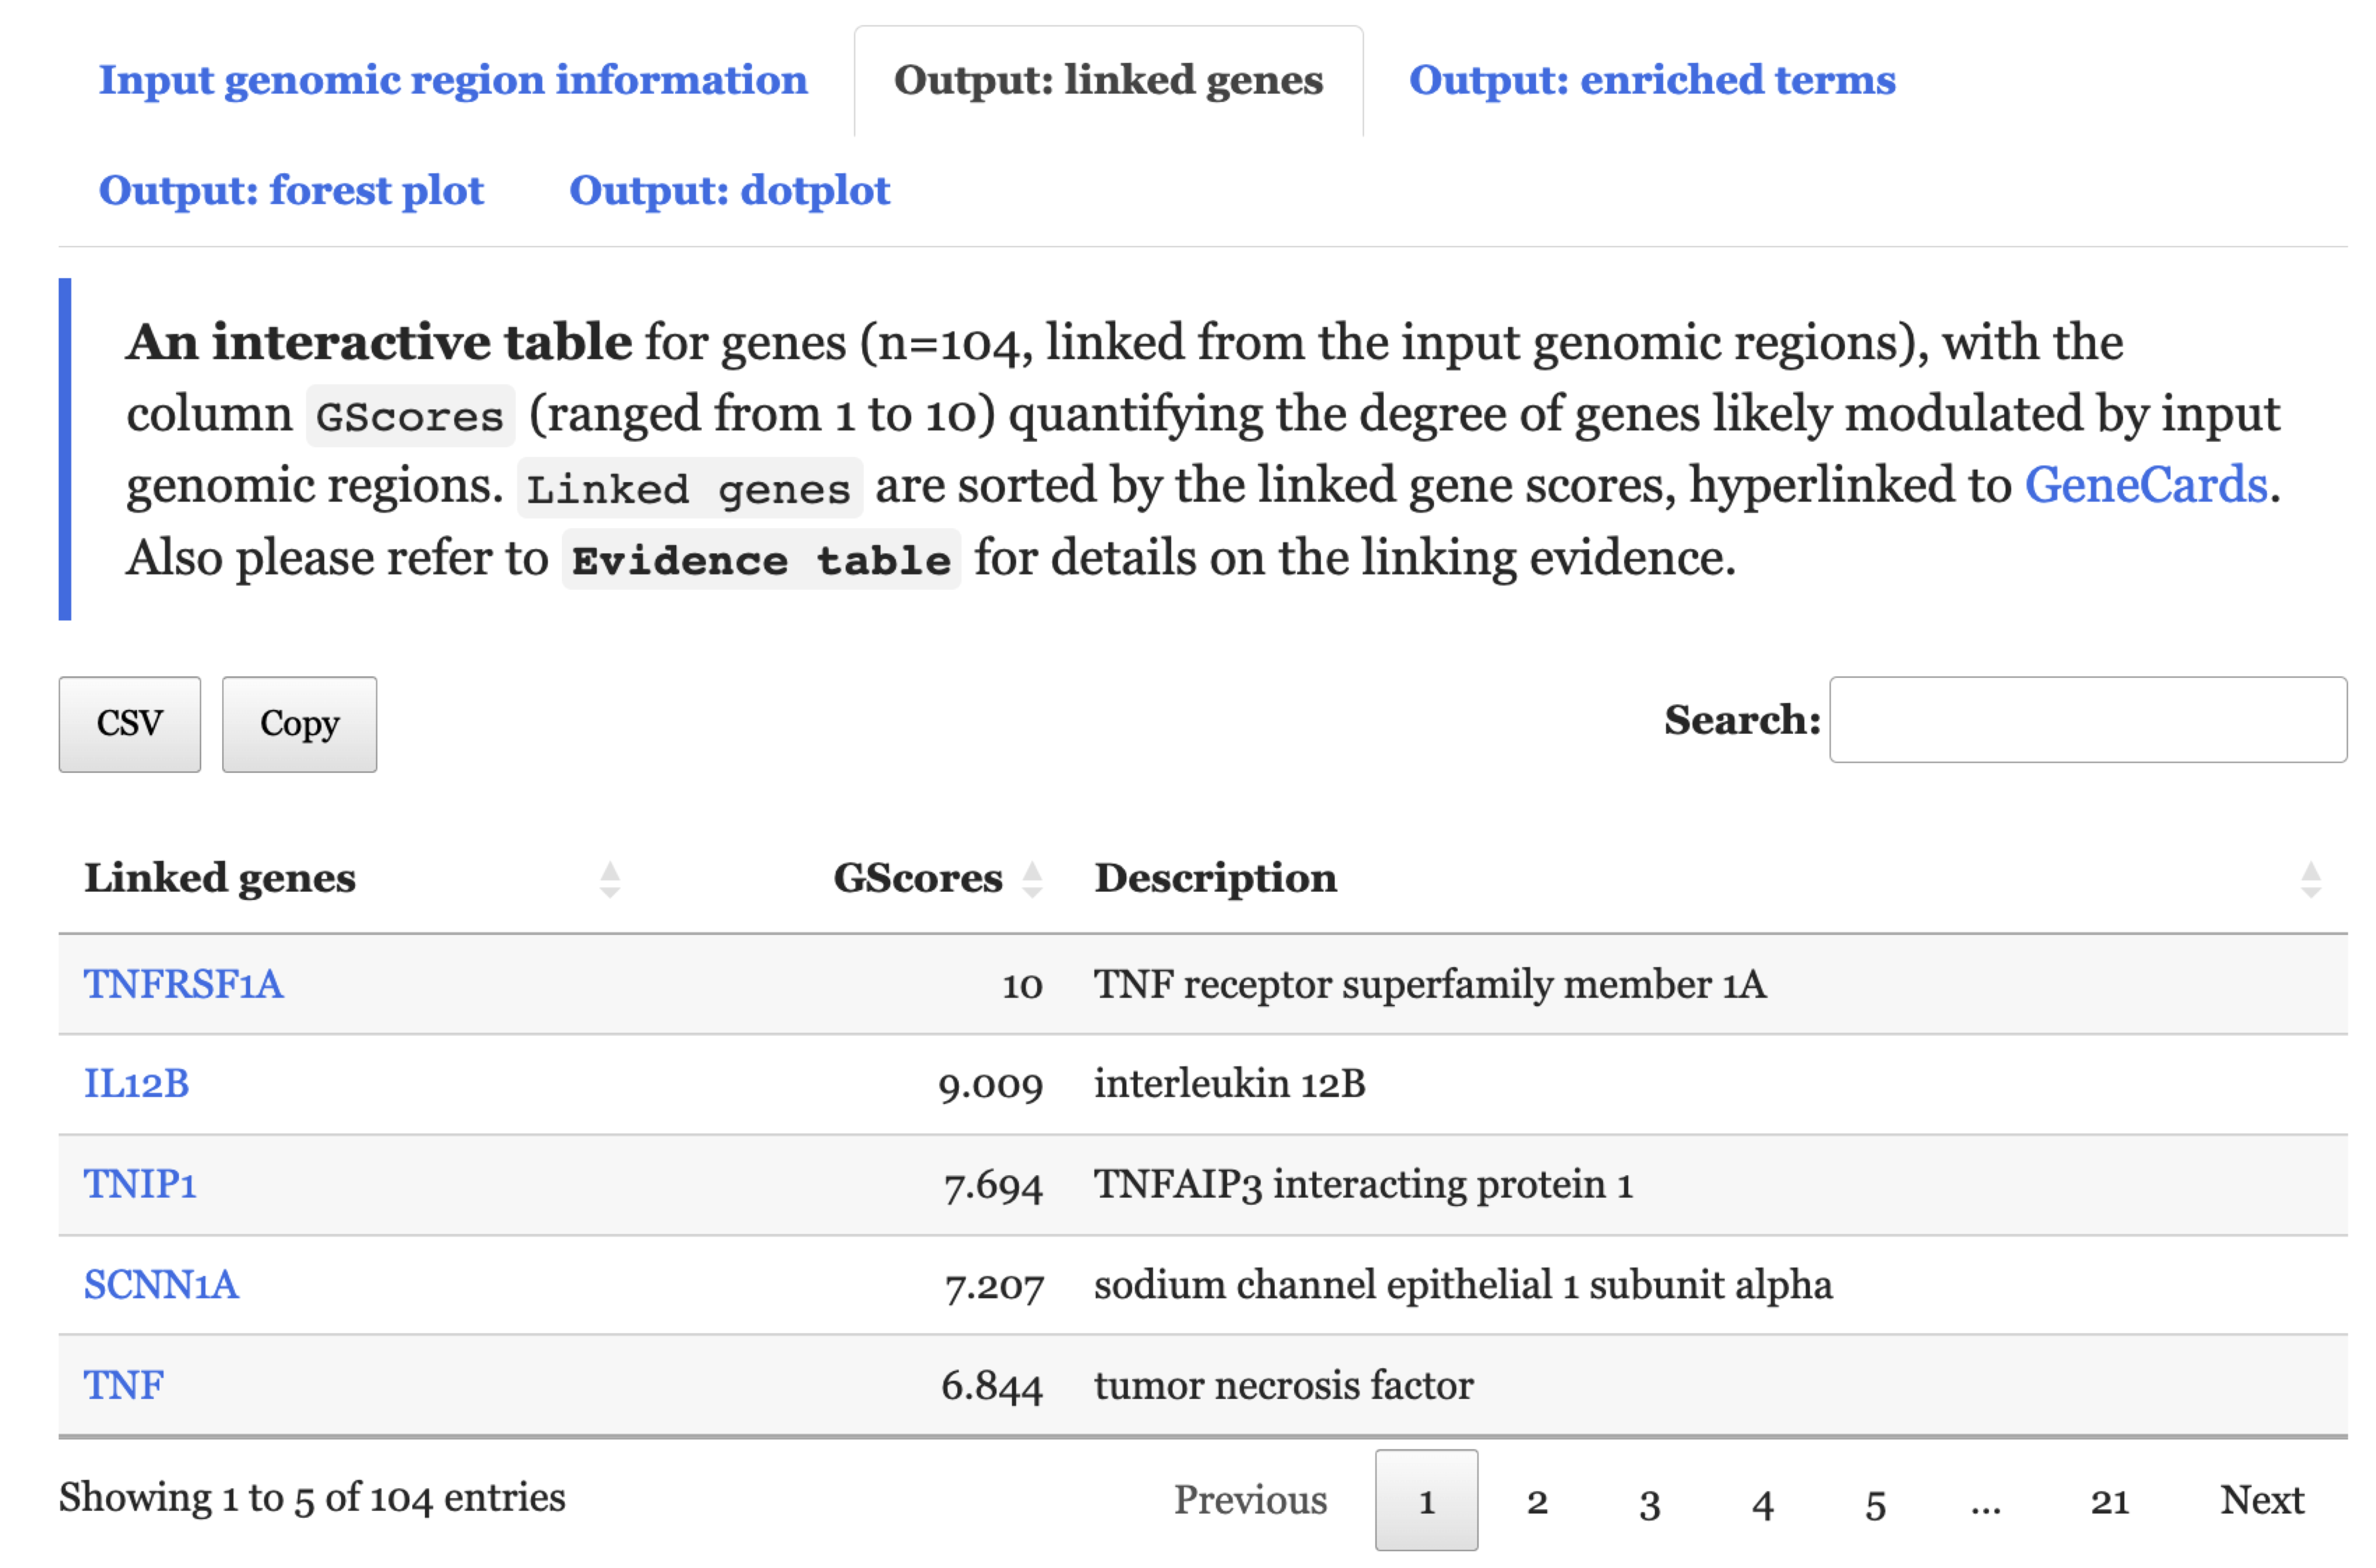 Input genomic region information Output: linked genes Output: enriched terms
Output: forest plot Output: dotplot
An interactive table for genes (n=104, linked from the input genomic regions), with the
column GScores (ranged from 1 to 10) quantifying the degree of genes likely modulated by input
genomic regions. Linked genes are sorted by the linked gene scores, hyperlinked to GeneCards.
Also please refer to Evidence table for details on the linking evidence.
CSV Copy Search:
Linked genes GScores Description
TNFRSF1A 10 TNF receptor superfamily member 1A
IL12B 9.009 interleukin 12B
TNIP1 7.694 TNFAIP3 interacting protein 1
SCNN1A 7.207 sodium channel epithelial 1 subunit alpha
TNF 6.844 tumor necrosis factor
Showing 1 to 5 of 104 entries Previous 1 2 3 4 5 ... 21 Next